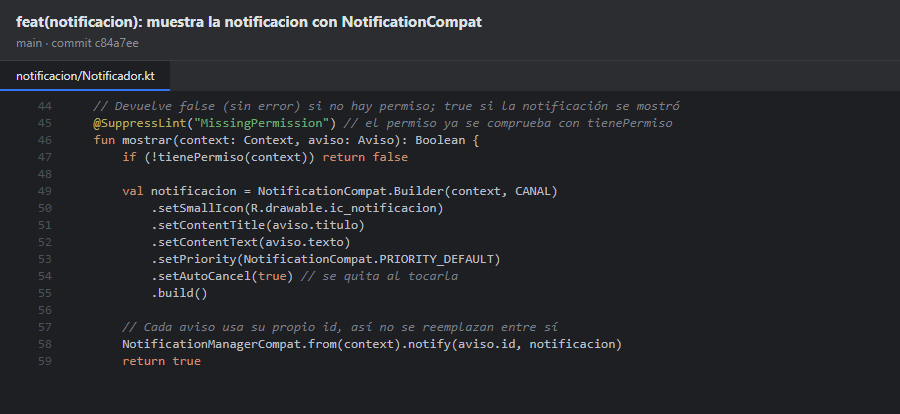 feat(notificacion): muestra la notificacion con NotificationCompat
main · commit c84a7ee
notificacion/Notificador.kt
44 // Devuelve false (sin error) si no hay permiso; true si la notificación se mostró
45 @SuppressLint("MissingPermission") // el permiso ya se comprueba con tienePermiso
46 fun mostrar(context: Context, aviso: Aviso): Boolean {
47 if (!tienePermiso(context)) return false
48
49 val notificacion = NotificationCompat.Builder(context, CANAL)
50 .setSmallIcon(R.drawable.ic_notificacion)
51 .setContentTitle(aviso.titulo)
52 .setContentText(aviso.texto)
53 .setPriority(NotificationCompat.PRIORITY_DEFAULT)
54 .setAutoCancel(true) // se quita al tocarla
55 .build()
56
57 // Cada aviso usa su propio id, así no se reemplazan entre sí
58 NotificationManagerCompat.from(context).notify(aviso.id, notificacion)
59 return true